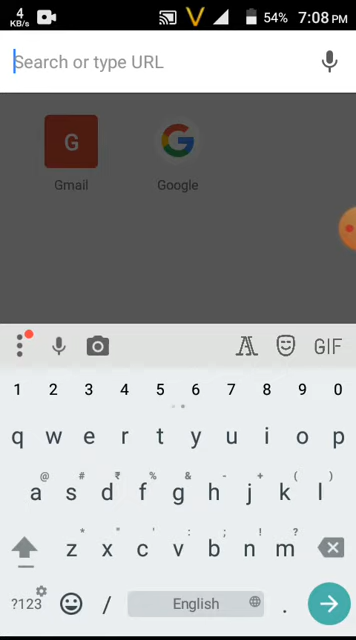 4 KB/s 54% 7:08 PM
Search or type URL
G
Gmail Google
GIF
1 2 3 4 5 6 7 8 9 0
q w e r t y u i o p
@ # ₹ % & - + ( )
a s d f g h j k l
* " ' : ; ! ?
z x c v b n m
?123 / English .